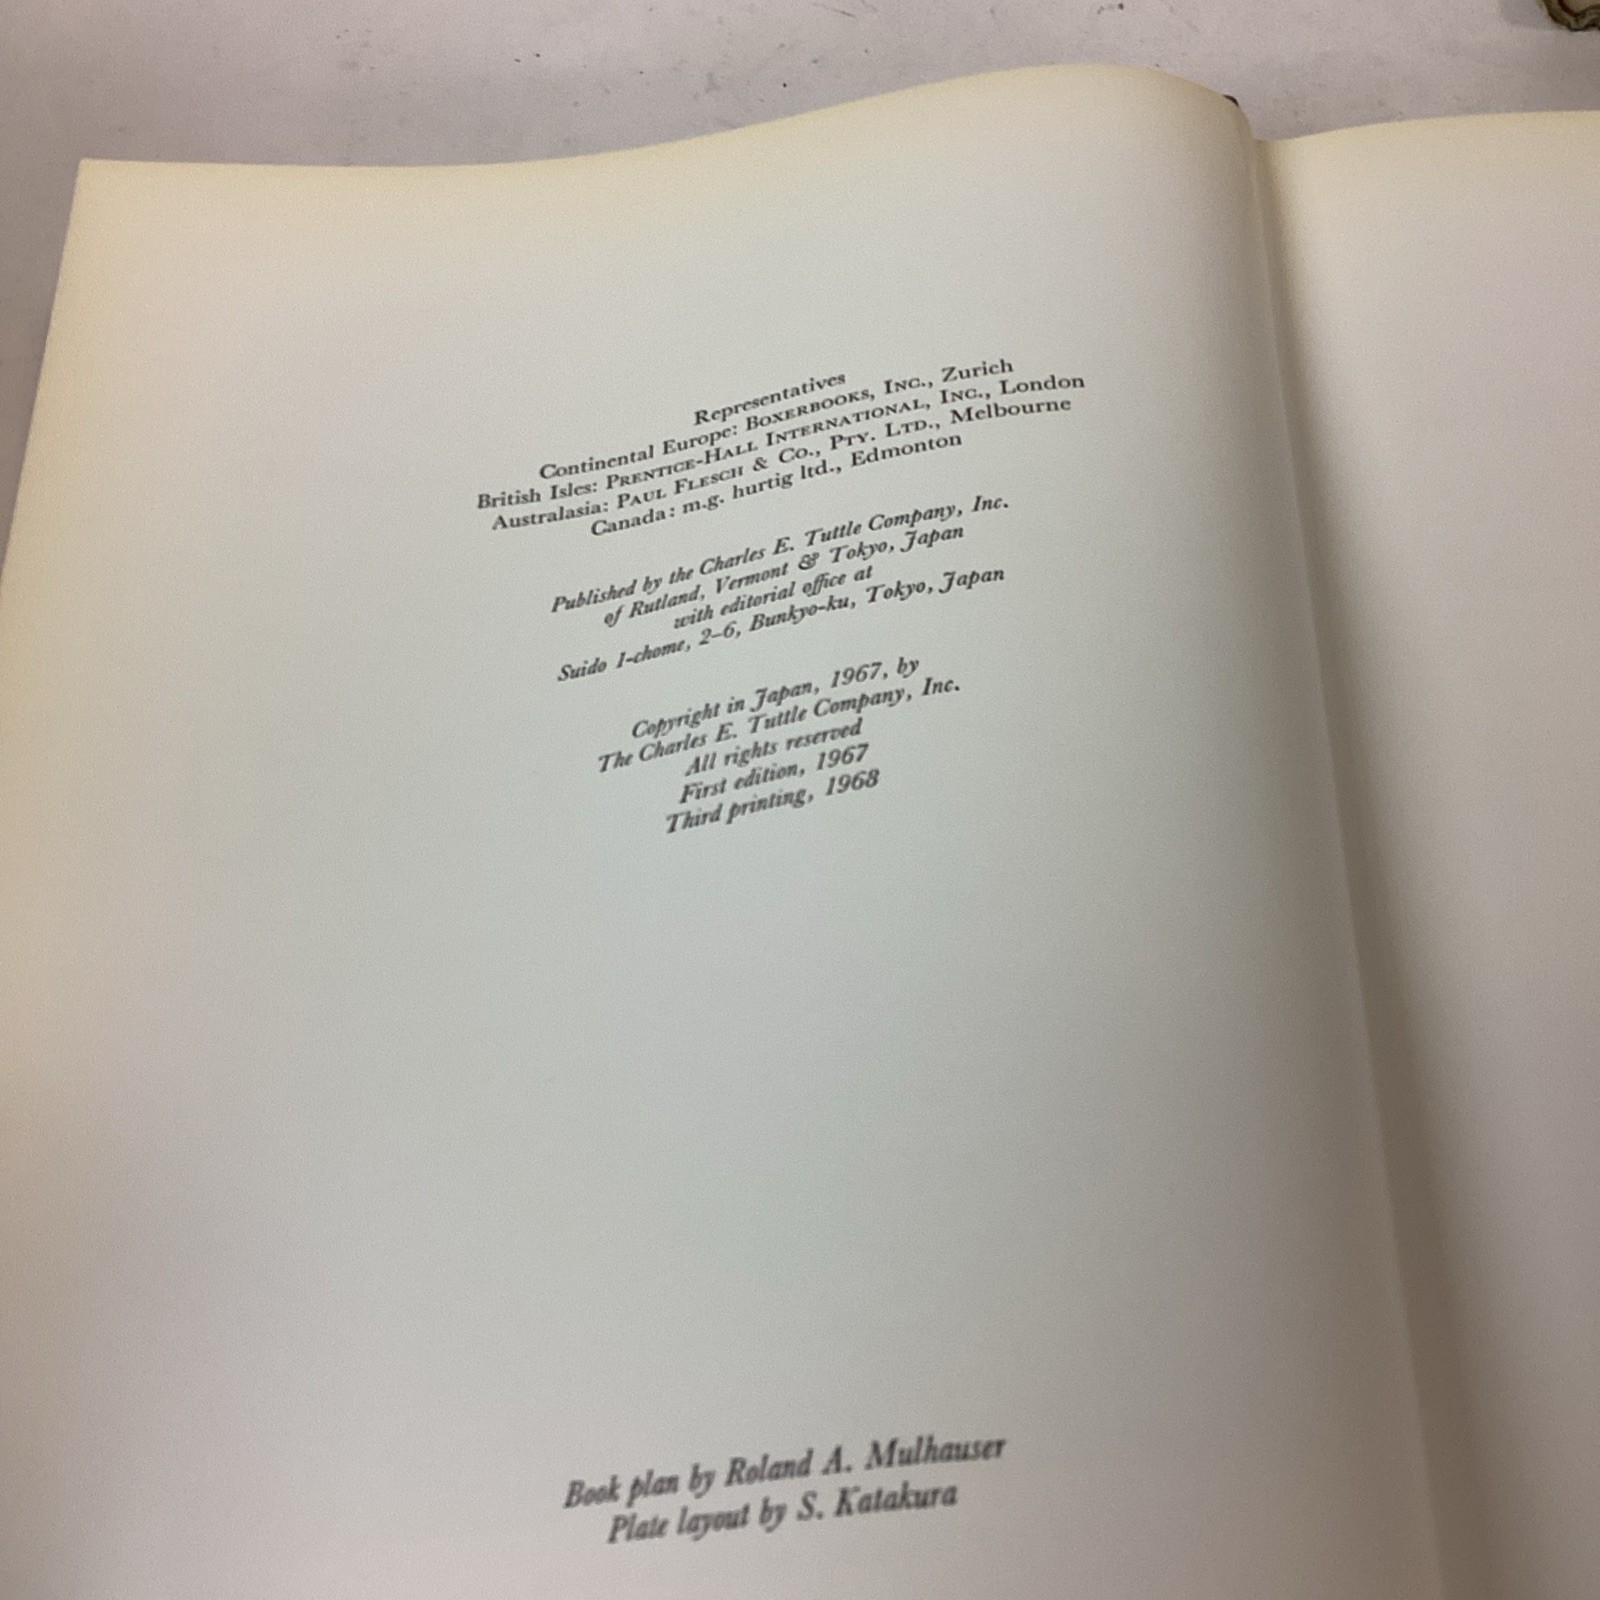 Representatives
Continental Europe: BOXERBOOKS, INC., Zurich
British Isles: PRENTICE-HALL INTERNATIONAL, INC., London
Australasia: PAUL FLESCH & CO., PTY. LTD., Melbourne
Canada: m.g. hurtig ltd., Edmonton
Published by the Charles E. Tuttle Company, Inc.
of Rutland, Vermont & Tokyo, Japan
with editorial office at
Suido 1-chome, 2–6, Bunkyo-ku, Tokyo, Japan
Copyright in Japan, 1967, by
The Charles E. Tuttle Company, Inc.
All rights reserved
First edition, 1967
Third printing, 1968
Book plan by Roland A. Mulhauser
Plate layout by S. Katakura